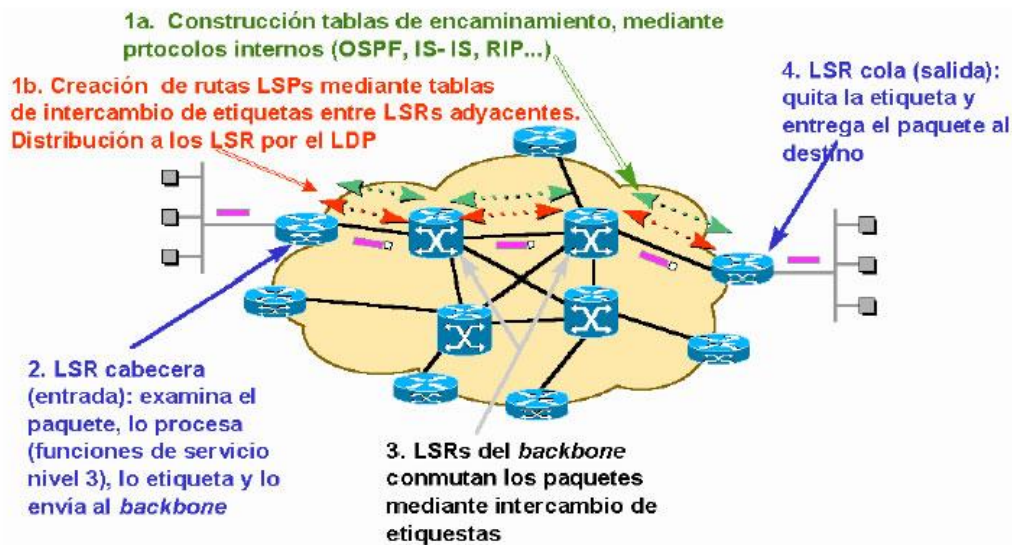 1a. Construcción tablas de encaminamiento, mediante
prtocolos internos (OSPF, IS- IS, RIP...)
1b. Creación de rutas LSPs mediante tablas
de intercambio de etiquetas entre LSRs adyacentes.
Distribución a los LSR por el LDP
4. LSR cola (salida):
quita la etiqueta y
entrega el paquete al
destino
2. LSR cabecera
(entrada): examina el
paquete, lo procesa
(funciones de servicio
nivel 3), lo etiqueta y lo
envía al backbone
3. LSRs del backbone
conmutan los paquetes
mediante intercambio de
etiquestas